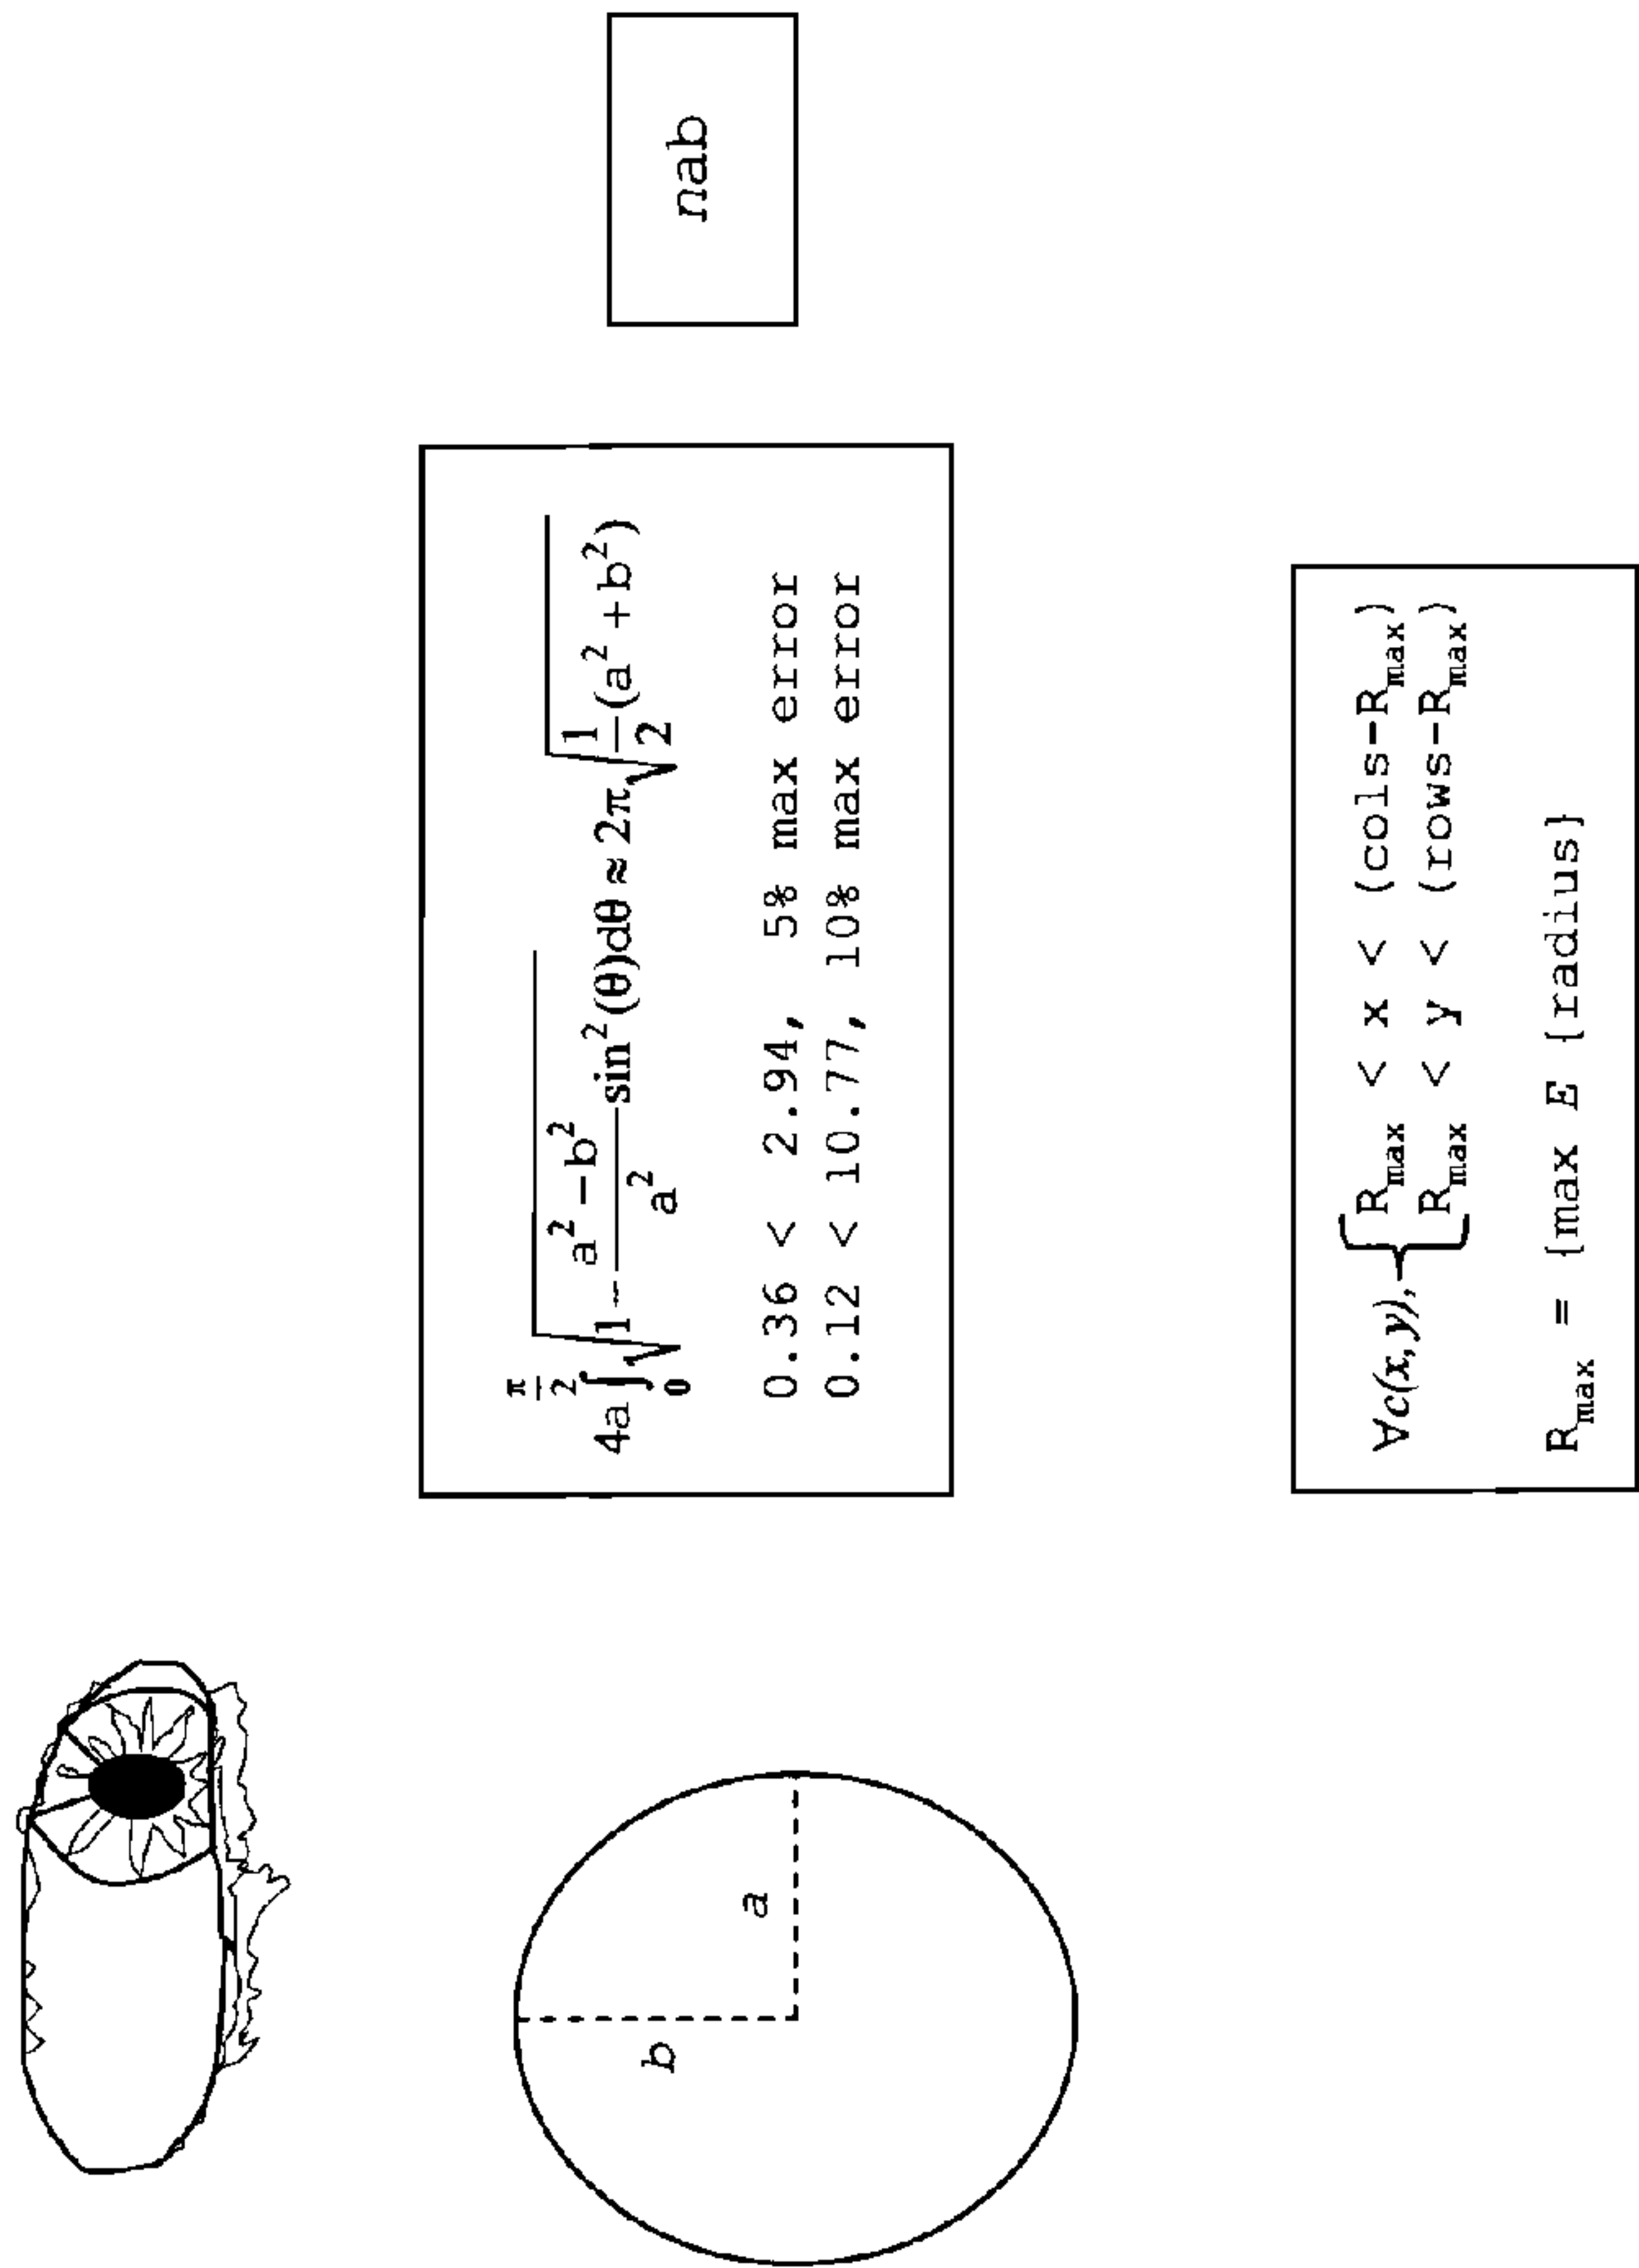 b
a
4a∫₀^(π/2) √(1 - (a² - b²)/a² sin²(θ)) dθ ≈ 2π√(1/2 (a² + b²))
0.36 < 2.94, 5% max error
0.12 < 10.77, 10% max error
nab
∀c(x, y), { R_max < x < (cols-R_max)
R_max < y < (rows-R_max)
R_max = {max E {radius}